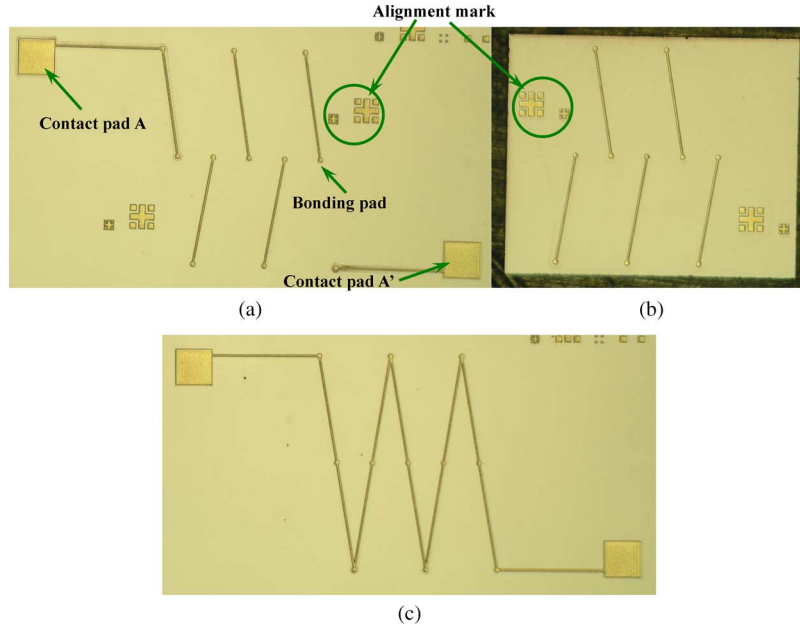 Alignment mark
Contact pad A
Bonding pad
Contact pad A'
(a)
(b)
(c)